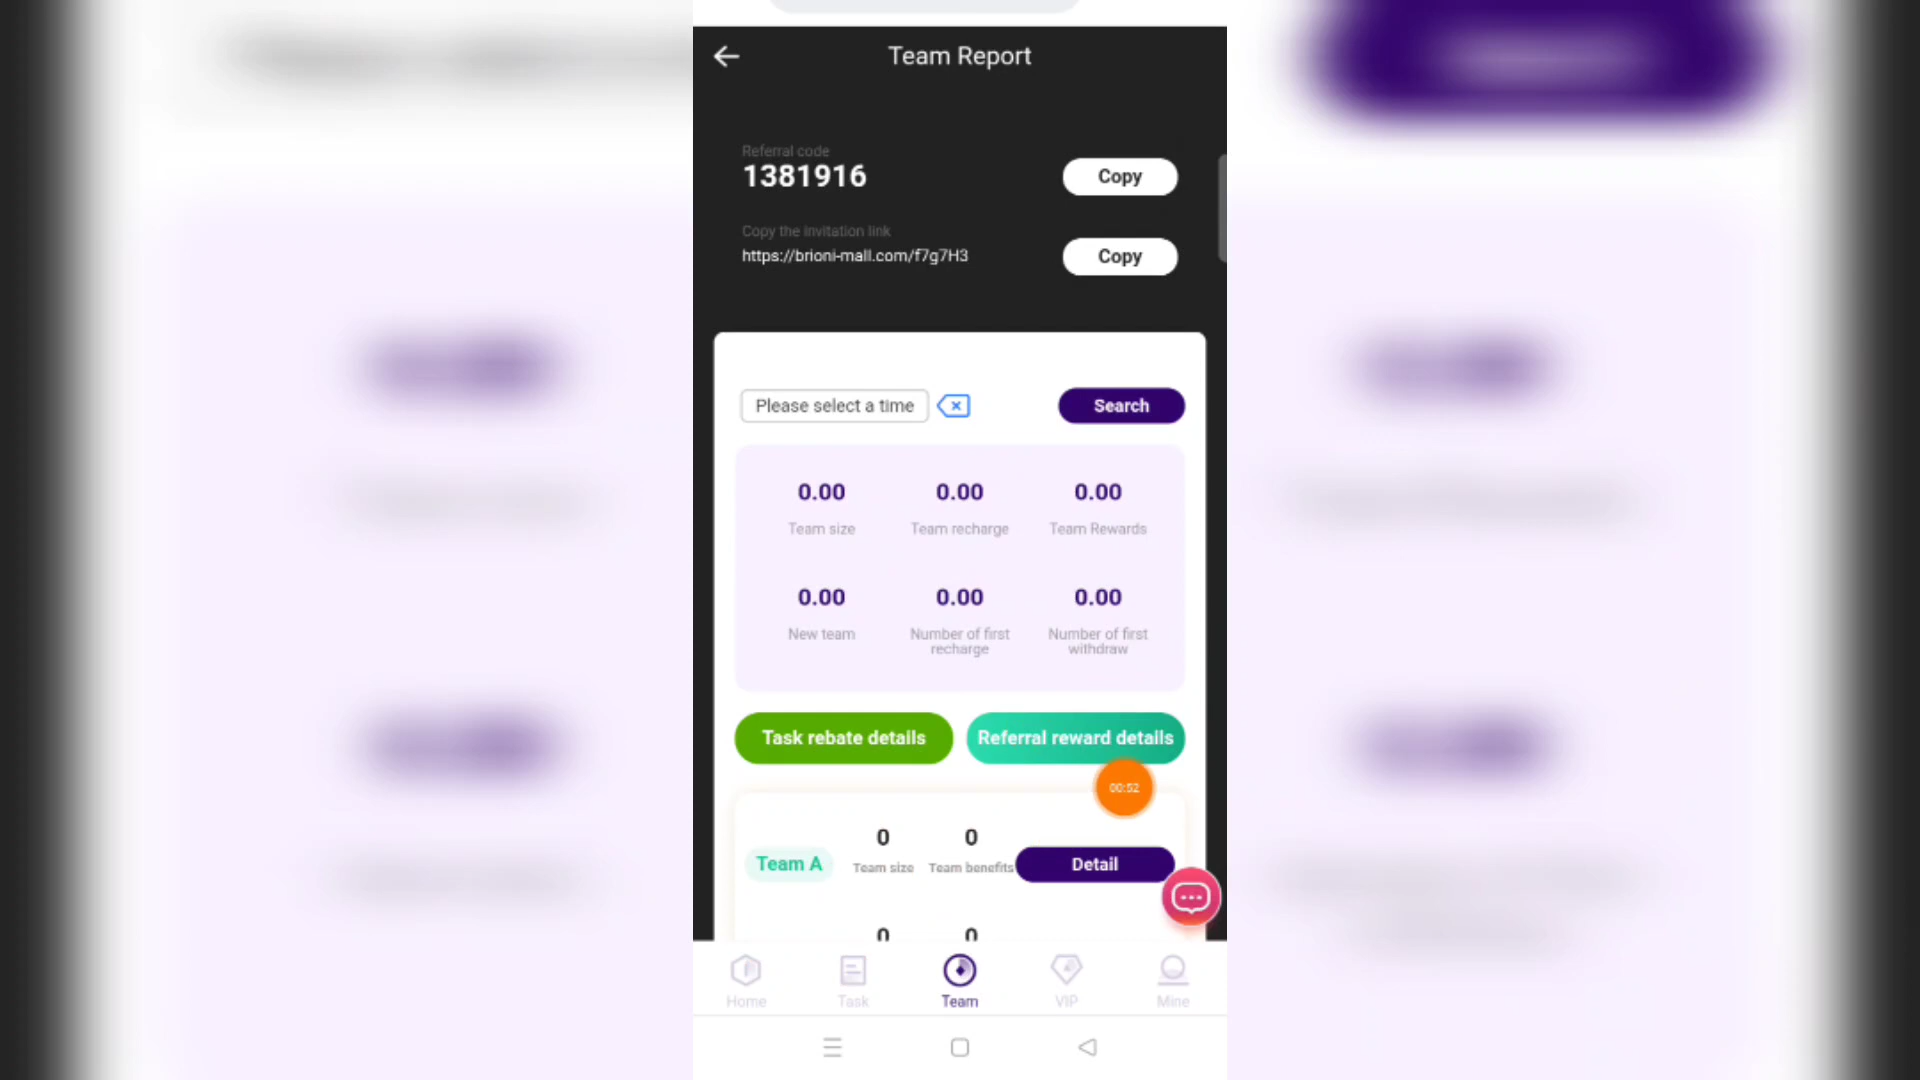 Team Report
Referral code
1381916
Copy
Copy the invitation link
https://brioni-mall.com/f7g7H3
Copy
Please select a time
Search
0.00 0.00 0.00
Team size Team recharge Team Rewards
0.00 0.00 0.00
New team Number of first recharge Number of first withdraw
Task rebate details Referral reward details
00:52
0 0
Team A Team size Team benefits Detail
0 0
Home Task Team VIP Mine